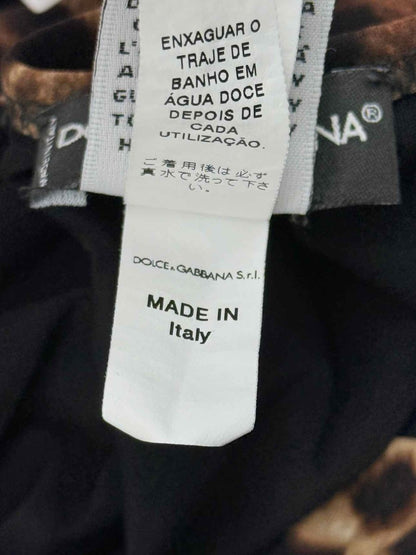 ENXAGUAR O
TRAJE DE
BANHO EM
ÁGUA DOCE
DEPOIS DE
CADA
UTILIZAÇÃO.
ご着用後は必ず
真水で洗って下さ
い。
DOLCE & GABBANA S.r.l.
MADE IN
Italy
NA®